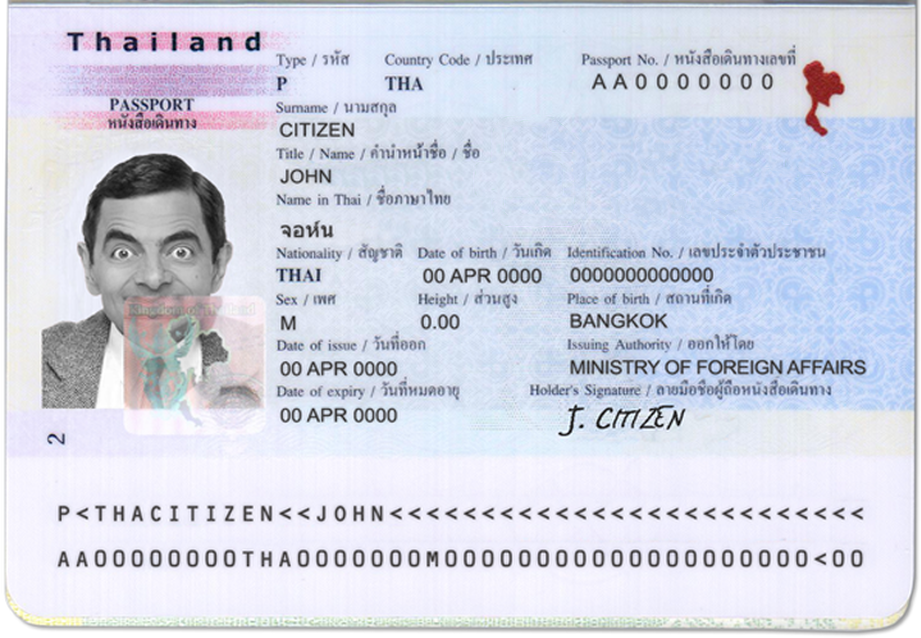 Thailand
PASSPORT
หนังสือเดินทาง
Type / รหัส Country Code / ประเทศ Passport No. / หนังสือเดินทางเลขที่
P THA AA0000000
Surname / นามสกุล
CITIZEN
Title / Name / คำนำหน้าชื่อ / ชื่อ
JOHN
Name in Thai / ชื่อภาษาไทย
จอห์น
Nationality / สัญชาติ Date of birth / วันเกิด Identification No. / เลขประจำตัวประชาชน
THAI 00 APR 0000 0000000000000
Sex / เพศ Height / ส่วนสูง Place of birth / สถานที่เกิด
M 0.00 BANGKOK
Date of issue / วันที่ออก Issuing Authority / ออกให้โดย
00 APR 0000 MINISTRY OF FOREIGN AFFAIRS
Date of expiry / วันที่หมดอายุ Holder's Signature / ลายมือชื่อผู้ถือหนังสือเดินทาง
00 APR 0000 J. CITIZEN
Kingdom of Thailand
2
P<THACITIZEN<<JOHN<<<<<<<<<<<<<<<<<<<<<<<<<<
AA00000000THA0000000M00000000000000000000<00